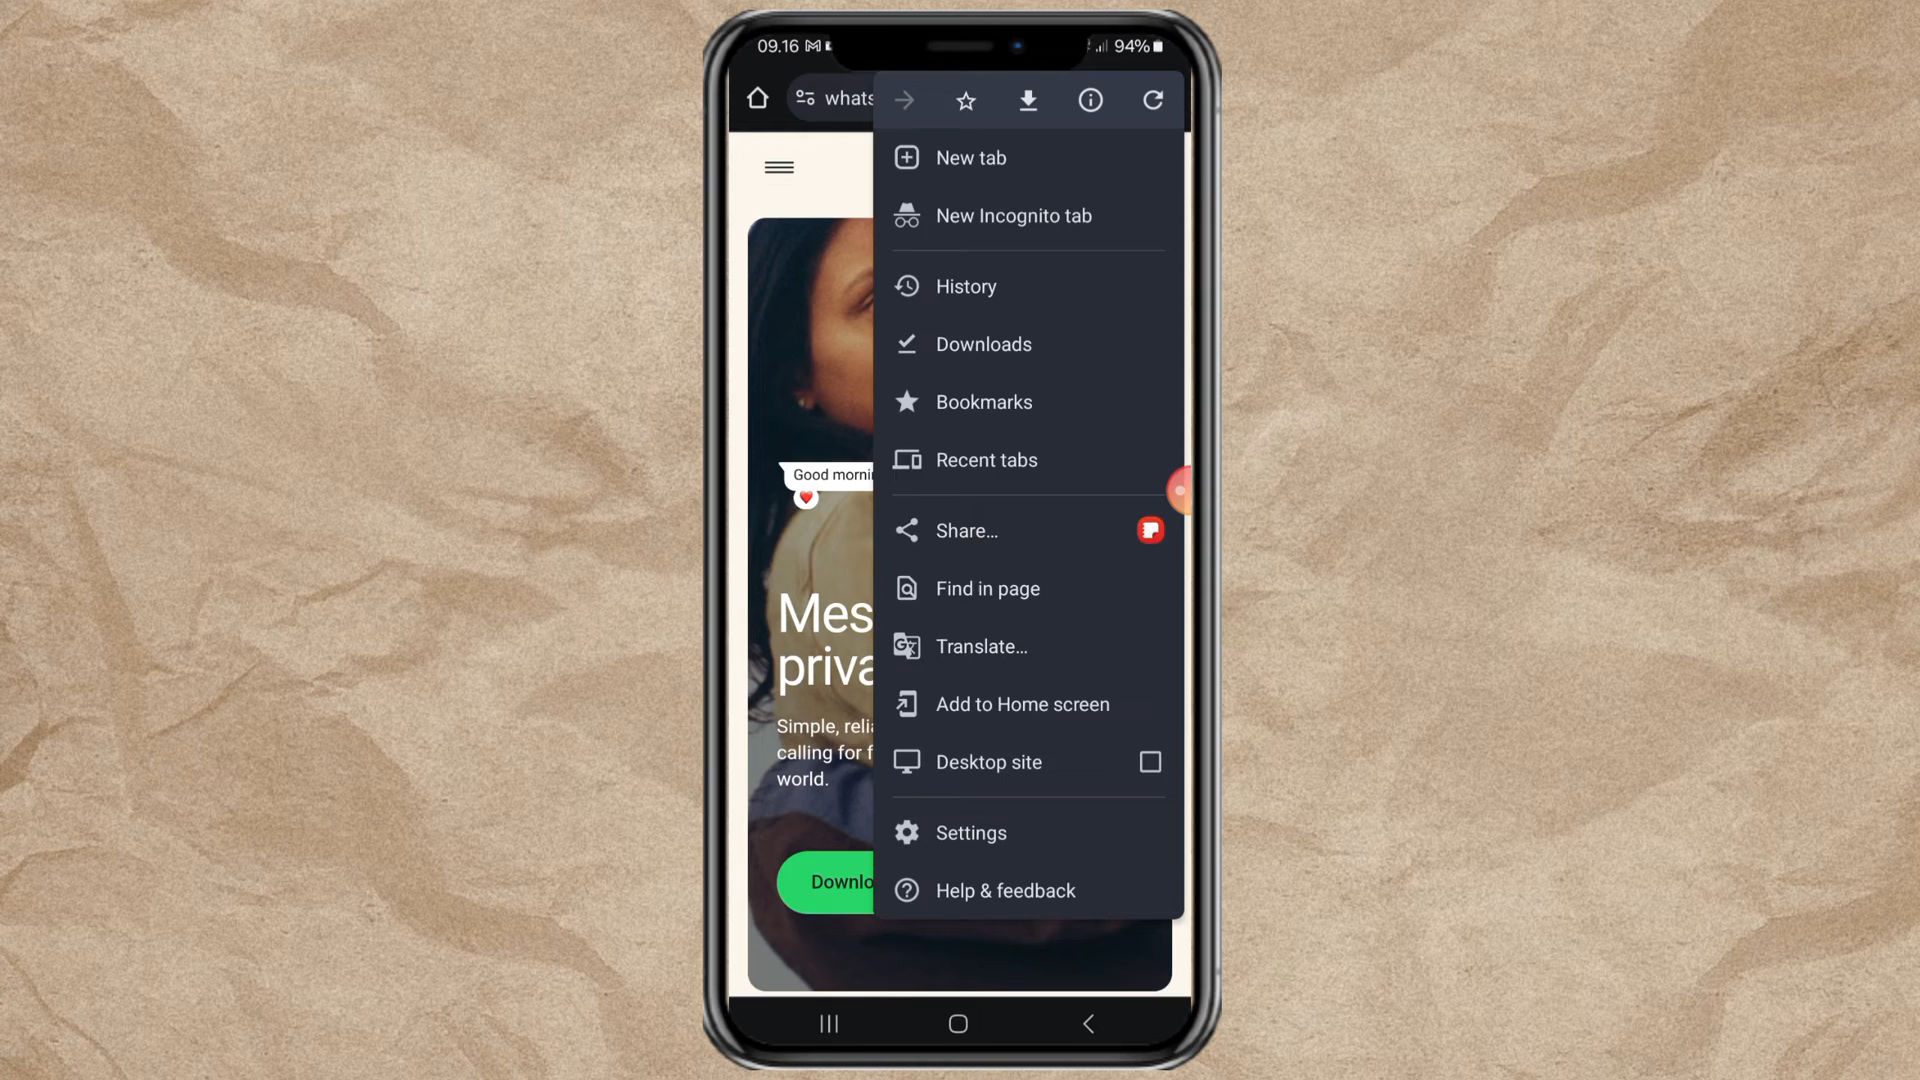 09.16
94%
whats
New tab
New Incognito tab
History
Downloads
Bookmarks
Recent tabs
Share...
Find in page
Translate...
Add to Home screen
Desktop site
Settings
Help & feedback
Good morni
Mes
priva
Simple, reli
calling for f
world.
Downlo